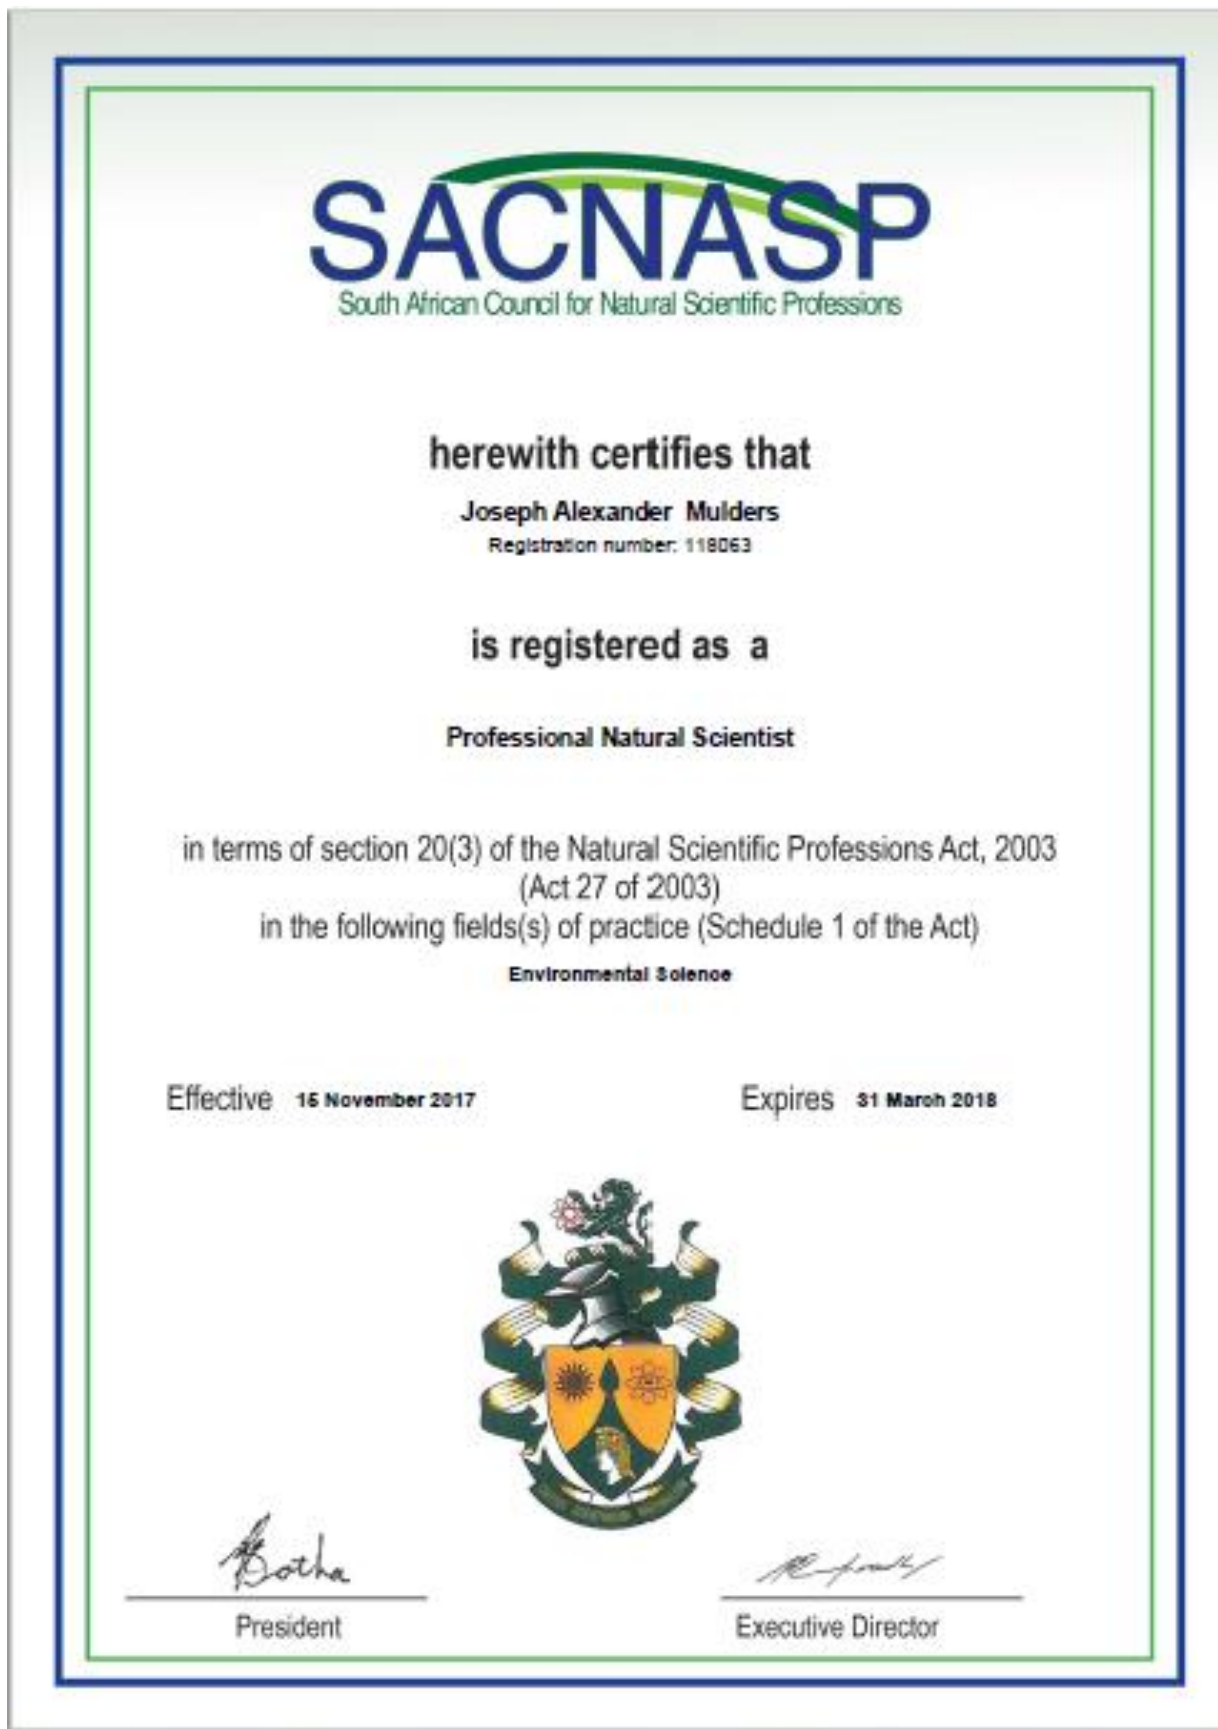 SACNASP
South African Council for Natural Scientific Professions
herewith certifies that
Joseph Alexander Mulders
Registration number: 118063
is registered as a
Professional Natural Scientist
in terms of section 20(3) of the Natural Scientific Professions Act, 2003
(Act 27 of 2003)
in the following fields(s) of practice (Schedule 1 of the Act)
Environmental Science
Effective 15 November 2017
Expires 31 March 2018
Botha
President
Executive Director